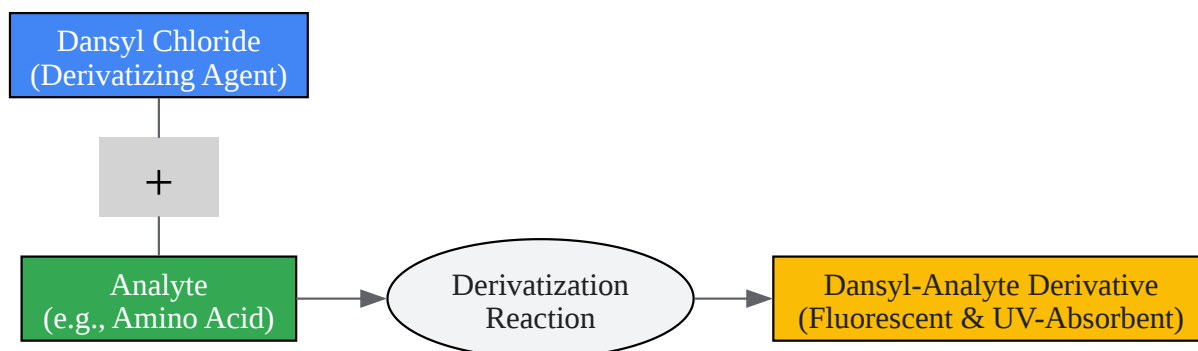 Dansyl Chloride
(Derivatizing Agent)
+
Analyte
(e.g., Amino Acid)
Derivatization
Reaction
Dansyl-Analyte Derivative
(Fluorescent & UV-Absorbent)